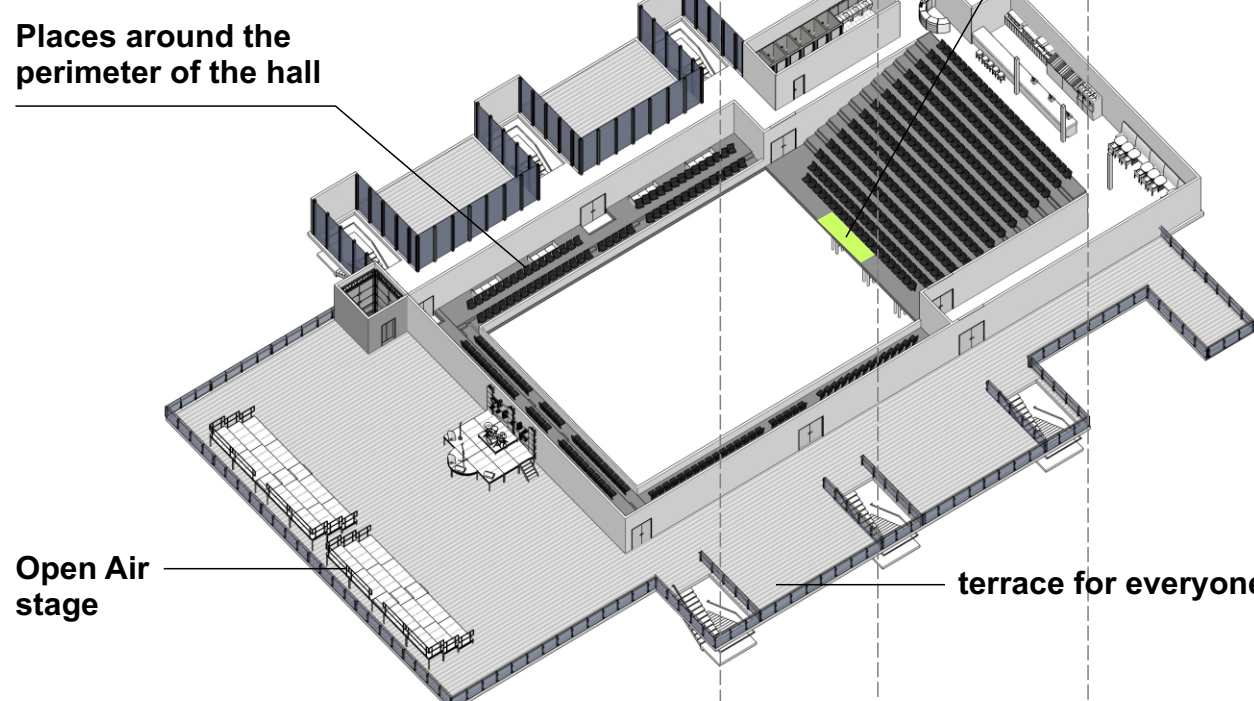 Places around the
perimeter of the hall
Open Air
stage
terrace for everyone